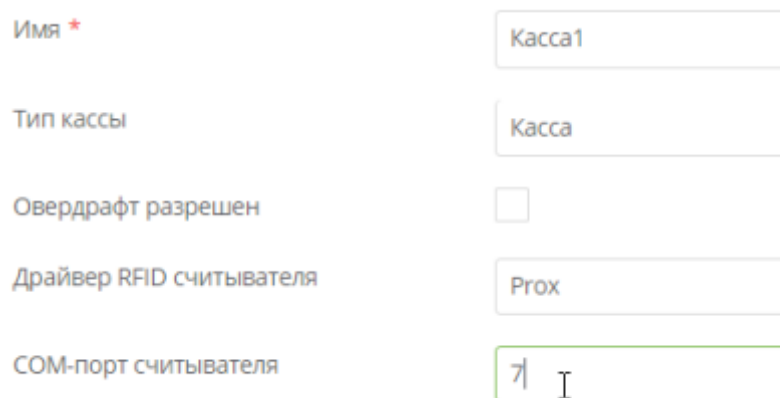 Имя * Касса1
Тип кассы Касса
Овердрафт разрешен
Драйвер RFID считывателя Prox
COM-порт считывателя 7